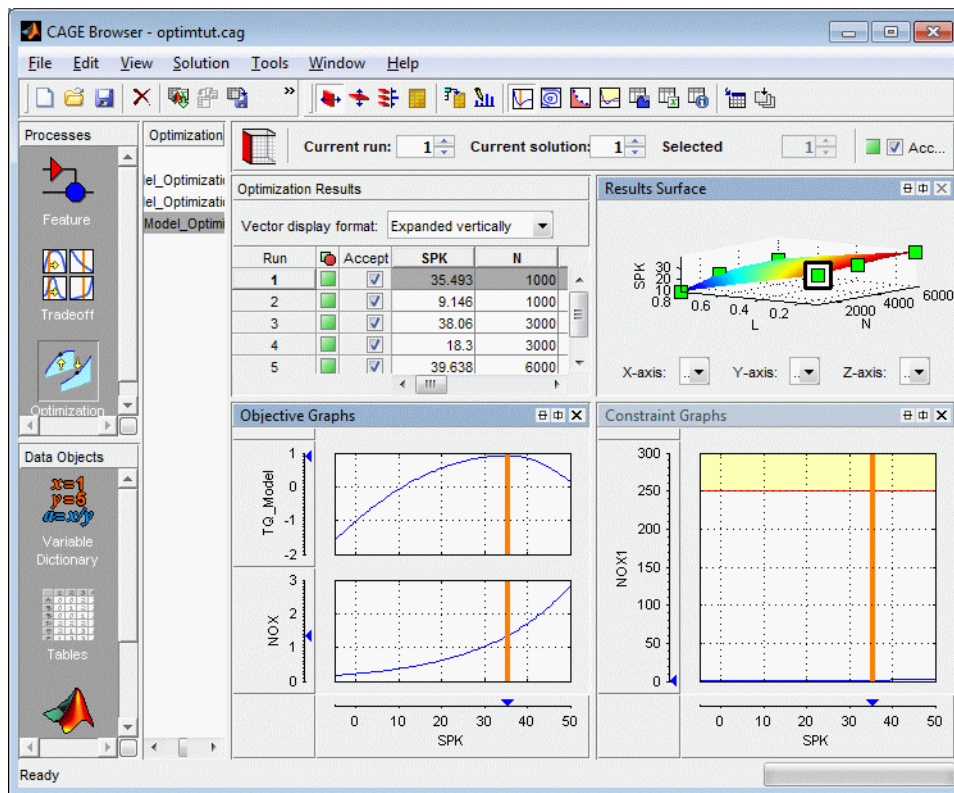 CAGE Browser - optimtut.cag
File Edit View Solution Tools Window Help
»
Processes
Feature
Tradeoff
Optimization
Data Objects
x=1
y=5
a=x/y
Variable
Dictionary
Tables
Optimization
el_Optimizati
el_Optimizati
Model_Optimi
Current run: 1 Current solution: 1 Selected 1 Acc...
Optimization Results
Vector display format: Expanded vertically
Run Accept SPK N
1 35.493 1000
2 9.146 1000
3 38.06 3000
4 18.3 3000
5 39.638 6000
Results Surface
SPK
30
20
10
0.8 0.6 0.4 0.2
L
2000 4000 6000
N
X-axis: .. Y-axis: .. Z-axis: ..
Objective Graphs
TQ_Model
1
0
-1
-2
NOX
3
2
1
0
0 10 20 30 40 50
SPK
Constraint Graphs
NOX1
300
250
200
150
100
50
0
0 10 20 30 40 50
SPK
Ready